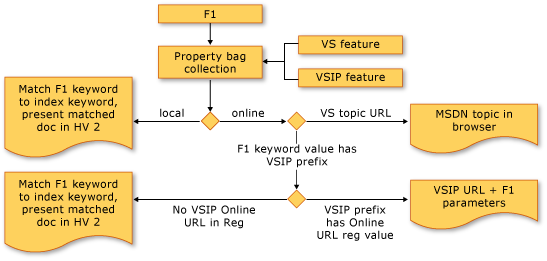 F1
Property bag
collection
VS feature
VSIP feature
Match F1 keyword
to index keyword,
present matched
doc in HV 2
local
online
VS topic URL
MSDN topic in
browser
F1 keyword value has
VSIP prefix
Match F1 keyword
to index keyword,
present matched
doc in HV 2
No VSIP Online
URL in Reg
VSIP prefix
has Online
URL reg value
VSIP URL + F1
parameters